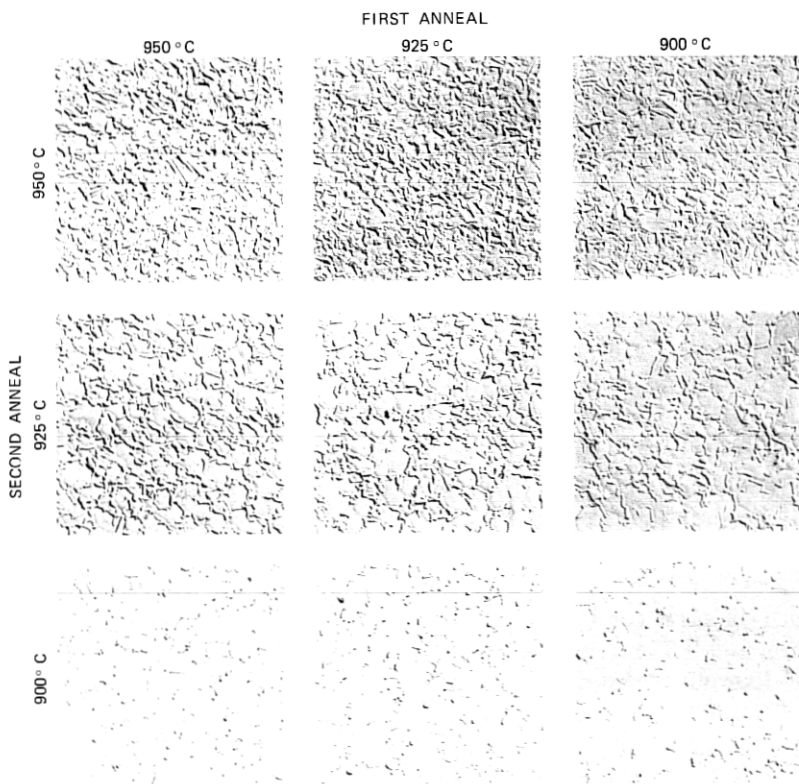 FIRST ANNEAL
950 °C 925 °C 900 °C
SECOND ANNEAL
950° C
925° C
900° C